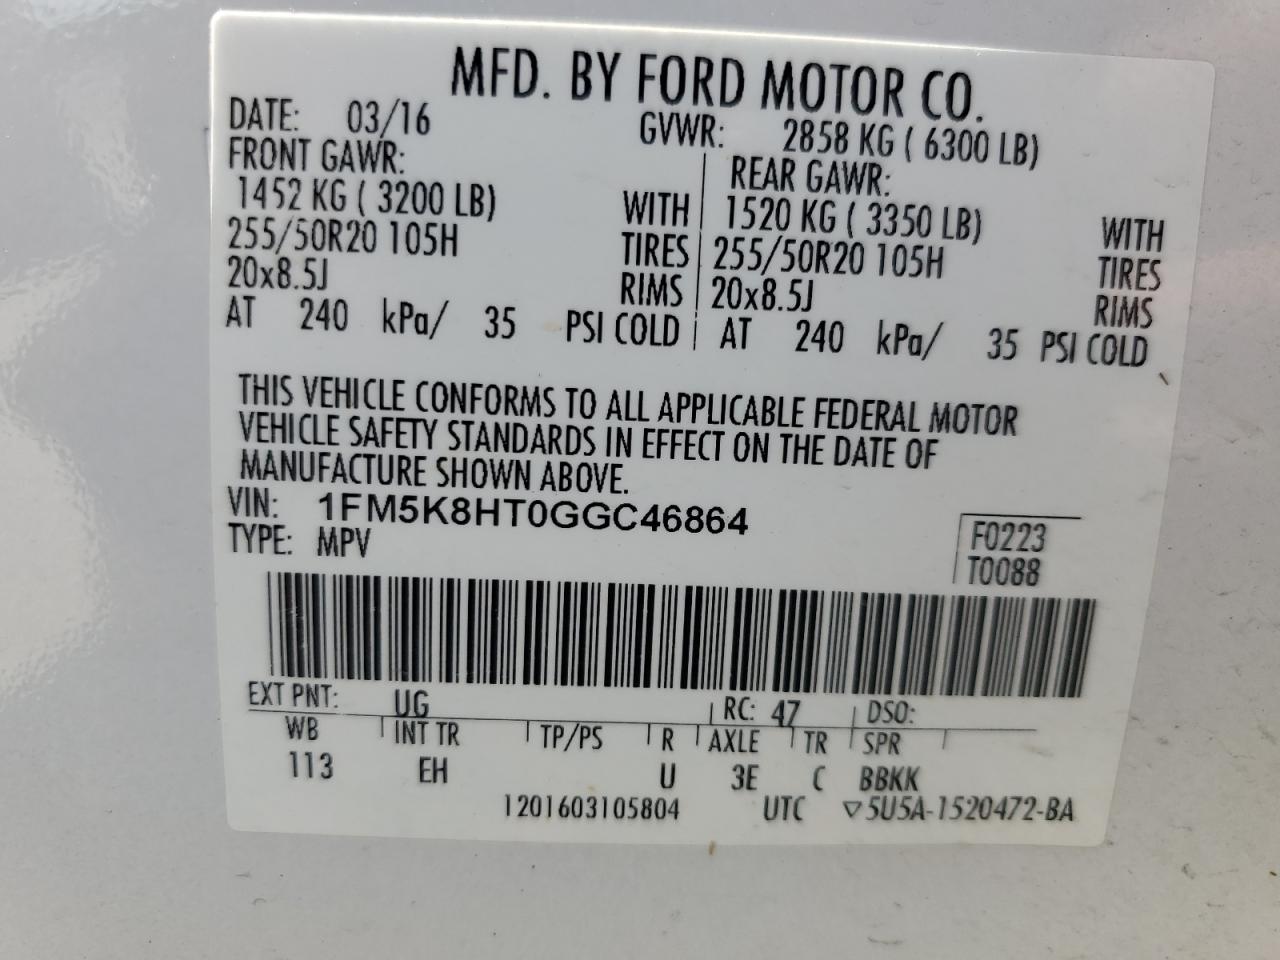 MFD. BY FORD MOTOR CO.
DATE: 03/16 GVWR: 2858 KG ( 6300 LB)
FRONT GAWR: REAR GAWR:
1452 KG ( 3200 LB) WITH 1520 KG ( 3350 LB) WITH
255/50R20 105H TIRES 255/50R20 105H TIRES
20x8.5J RIMS 20x8.5J RIMS
AT 240 kPa/ 35 PSI COLD AT 240 kPa/ 35 PSI COLD
THIS VEHICLE CONFORMS TO ALL APPLICABLE FEDERAL MOTOR
VEHICLE SAFETY STANDARDS IN EFFECT ON THE DATE OF
MANUFACTURE SHOWN ABOVE.
VIN: 1FM5K8HT0GGC46864
TYPE: MPV
F0223
T0088
EXT PNT: UG RC: 47 DSO:
WB INT TR TP/PS R AXLE TR SPR
113 EH U 3E C BBKK
1201603105804 UTC ▽5U5A-1520472-BA